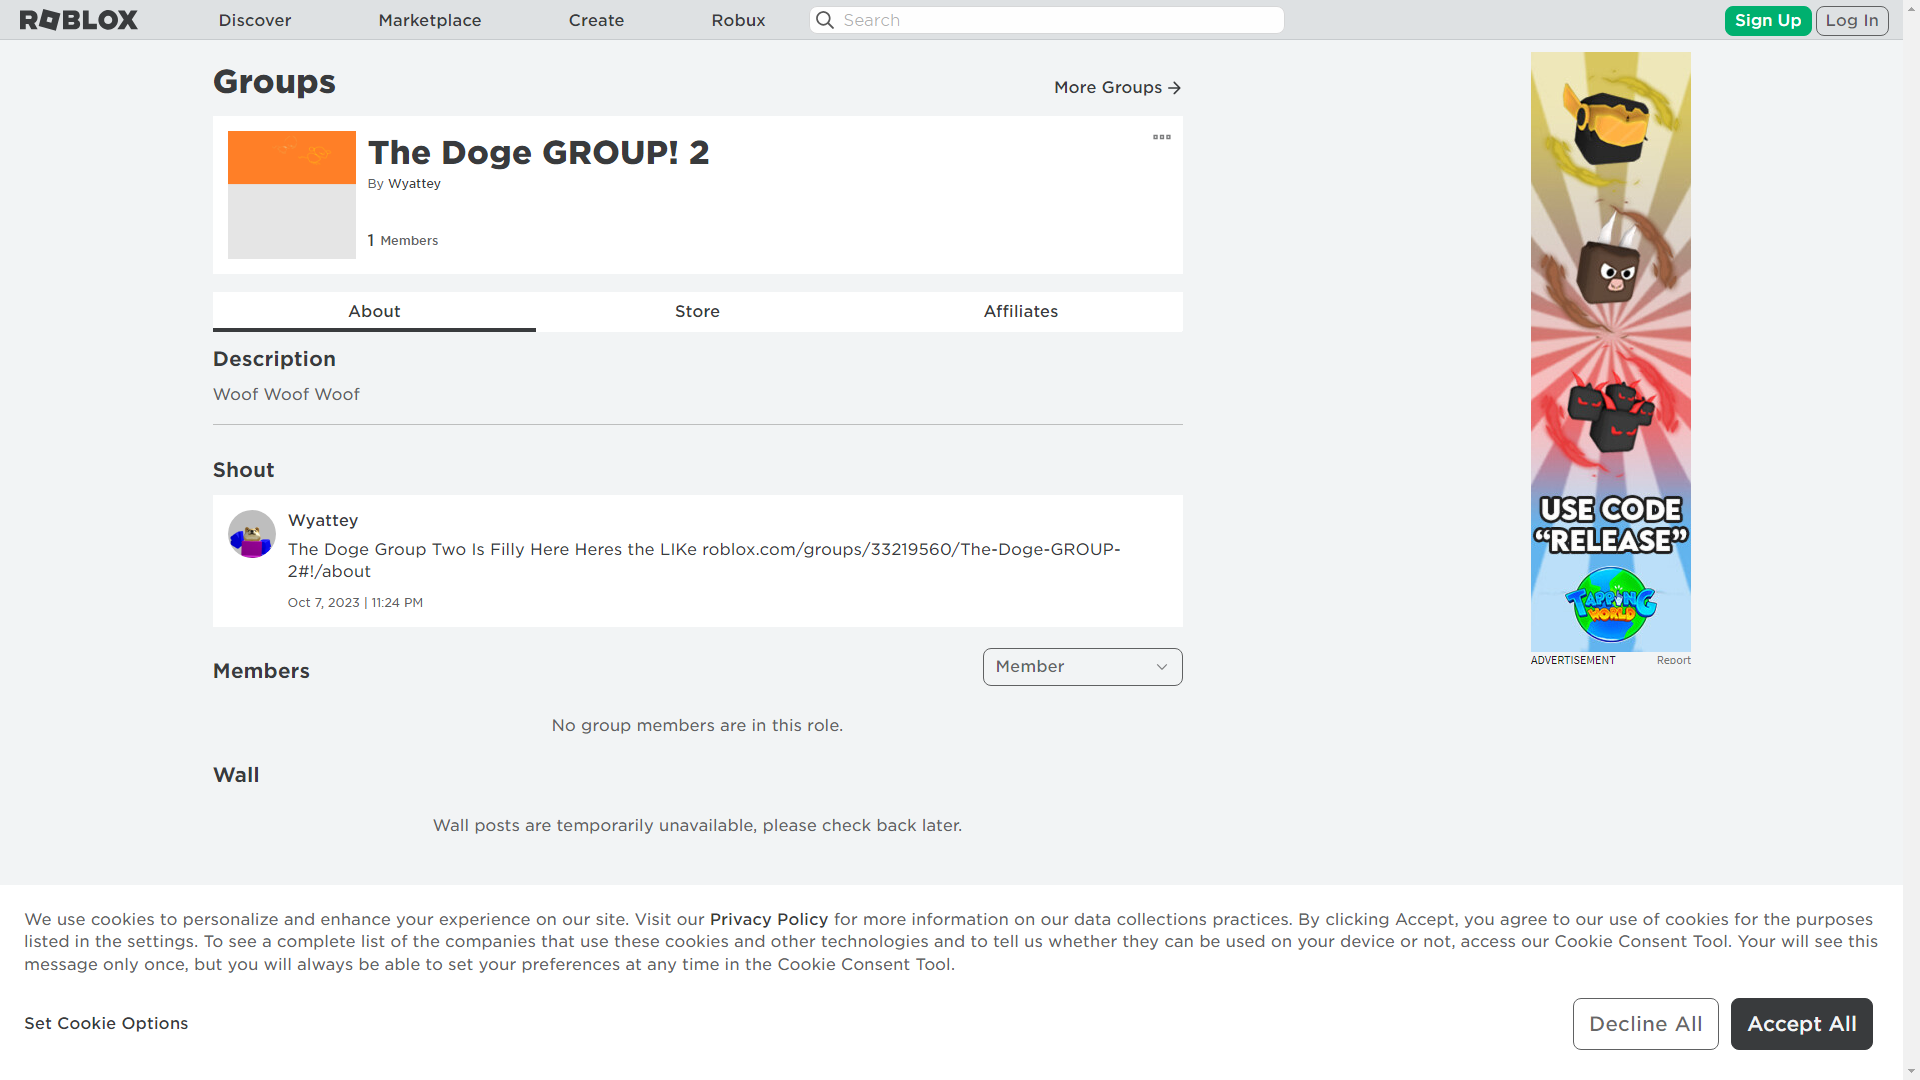 ROBLOX
Discover
Marketplace
Create
Robux
Search
Sign Up
Log In
Groups
More Groups
The Doge GROUP! 2
By Wyattey
1 Members
About
Store
Affiliates
Description
Woof Woof Woof
Shout
Wyattey
The Doge Group Two Is Filly Here Heres the LIKe roblox.com/groups/33219560/The-Doge-GROUP-
2#!/about
Oct 7, 2023 | 11:24 PM
Members
Member
No group members are in this role.
Wall
Wall posts are temporarily unavailable, please check back later.
USE CODE
“RELEASE”
TAPPING
WORLD
ADVERTISEMENT
Report
We use cookies to personalize and enhance your experience on our site. Visit our Privacy Policy for more information on our data collections practices. By clicking Accept, you agree to our use of cookies for the purposes
listed in the settings. To see a complete list of the companies that use these cookies and other technologies and to tell us whether they can be used on your device or not, access our Cookie Consent Tool. Your will see this
message only once, but you will always be able to set your preferences at any time in the Cookie Consent Tool.
Set Cookie Options
Decline All
Accept All